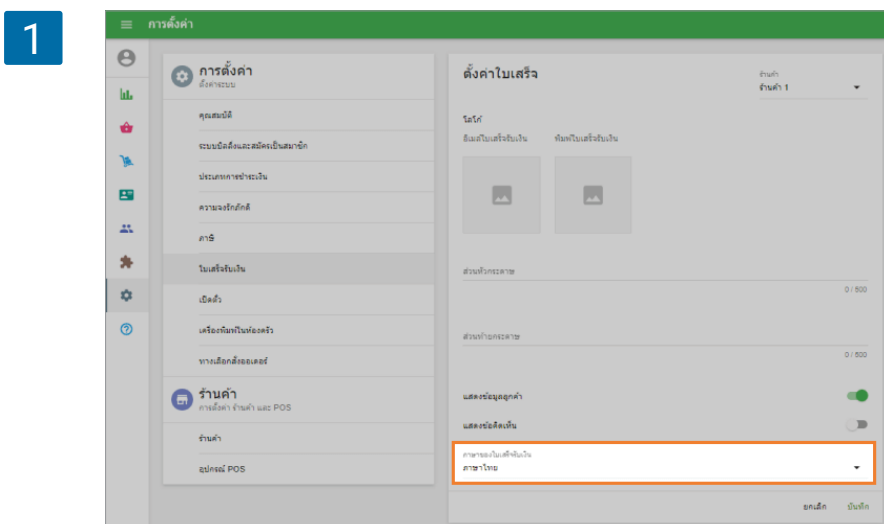 1
การตั้งค่า
การตั้งค่า
ตั้งค่าระบบ
คุณสมบัติ
ระบบบิลลิ่งและสมัครเป็นสมาชิก
ประเภทการชำระเงิน
ความจงรักภักดี
ภาษี
ใบเสร็จรับเงิน
เปิดตั๋ว
เครื่องพิมพ์ในห้องครัว
ทางเลือกสั่งออเดอร์
ร้านค้า
การตั้งค่า ร้านค้า และ POS
ร้านค้า
อุปกรณ์ POS
ตั้งค่าใบเสร็จ
ร้านค้า
ร้านค้า 1
โลโก้
อีเมลใบเสร็จรับเงิน พิมพ์ใบเสร็จรับเงิน
ส่วนหัวกระดาษ
0 / 500
ส่วนท้ายกระดาษ
0 / 500
แสดงข้อมูลลูกค้า
แสดงข้อคิดเห็น
ภาษาของใบเสร็จรับเงิน
ภาษาไทย
ยกเลิก บันทึก